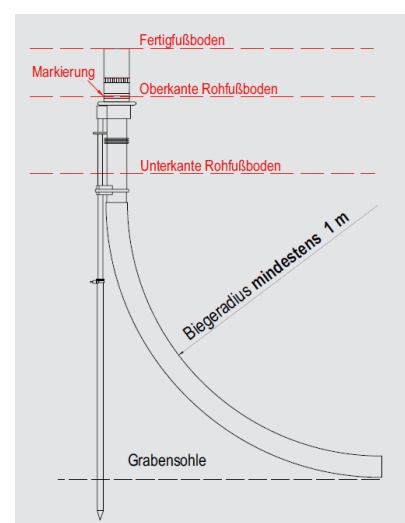 Fertigfußboden
Markierung
Oberkante Rohfußboden
Unterkante Rohfußboden
Biegeradius mindestens 1 m
Grabensohle